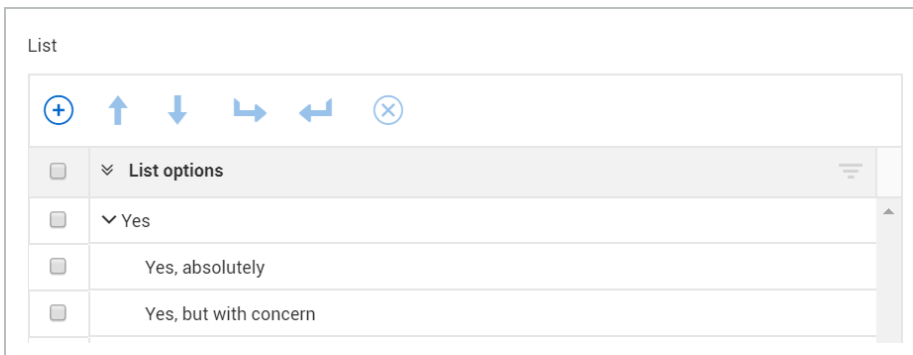 List
List options
Yes
Yes, absolutely
Yes, but with concern